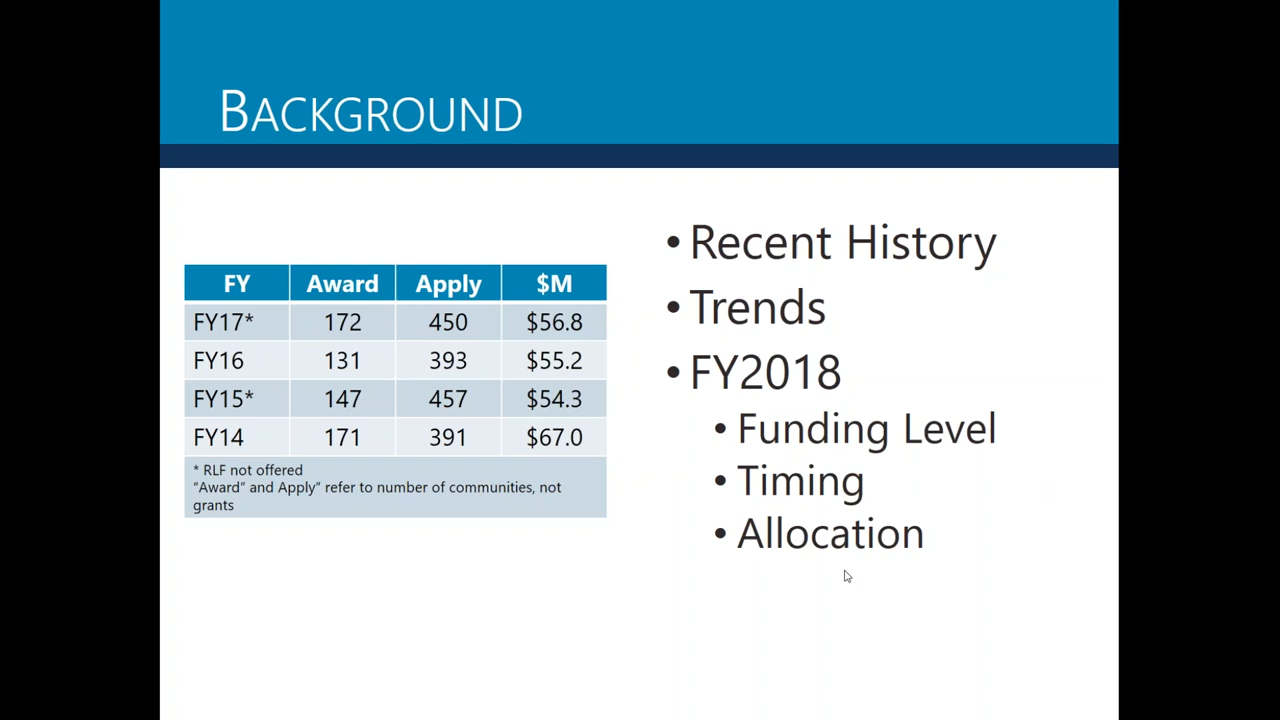 BACKGROUND
FY Award Apply $M
FY17* 172 450 $56.8
FY16 131 393 $55.2
FY15* 147 457 $54.3
FY14 171 391 $67.0
* RLF not offered
“Award” and Apply” refer to number of communities, not
grants
• Recent History
• Trends
• FY2018
• Funding Level
• Timing
• Allocation